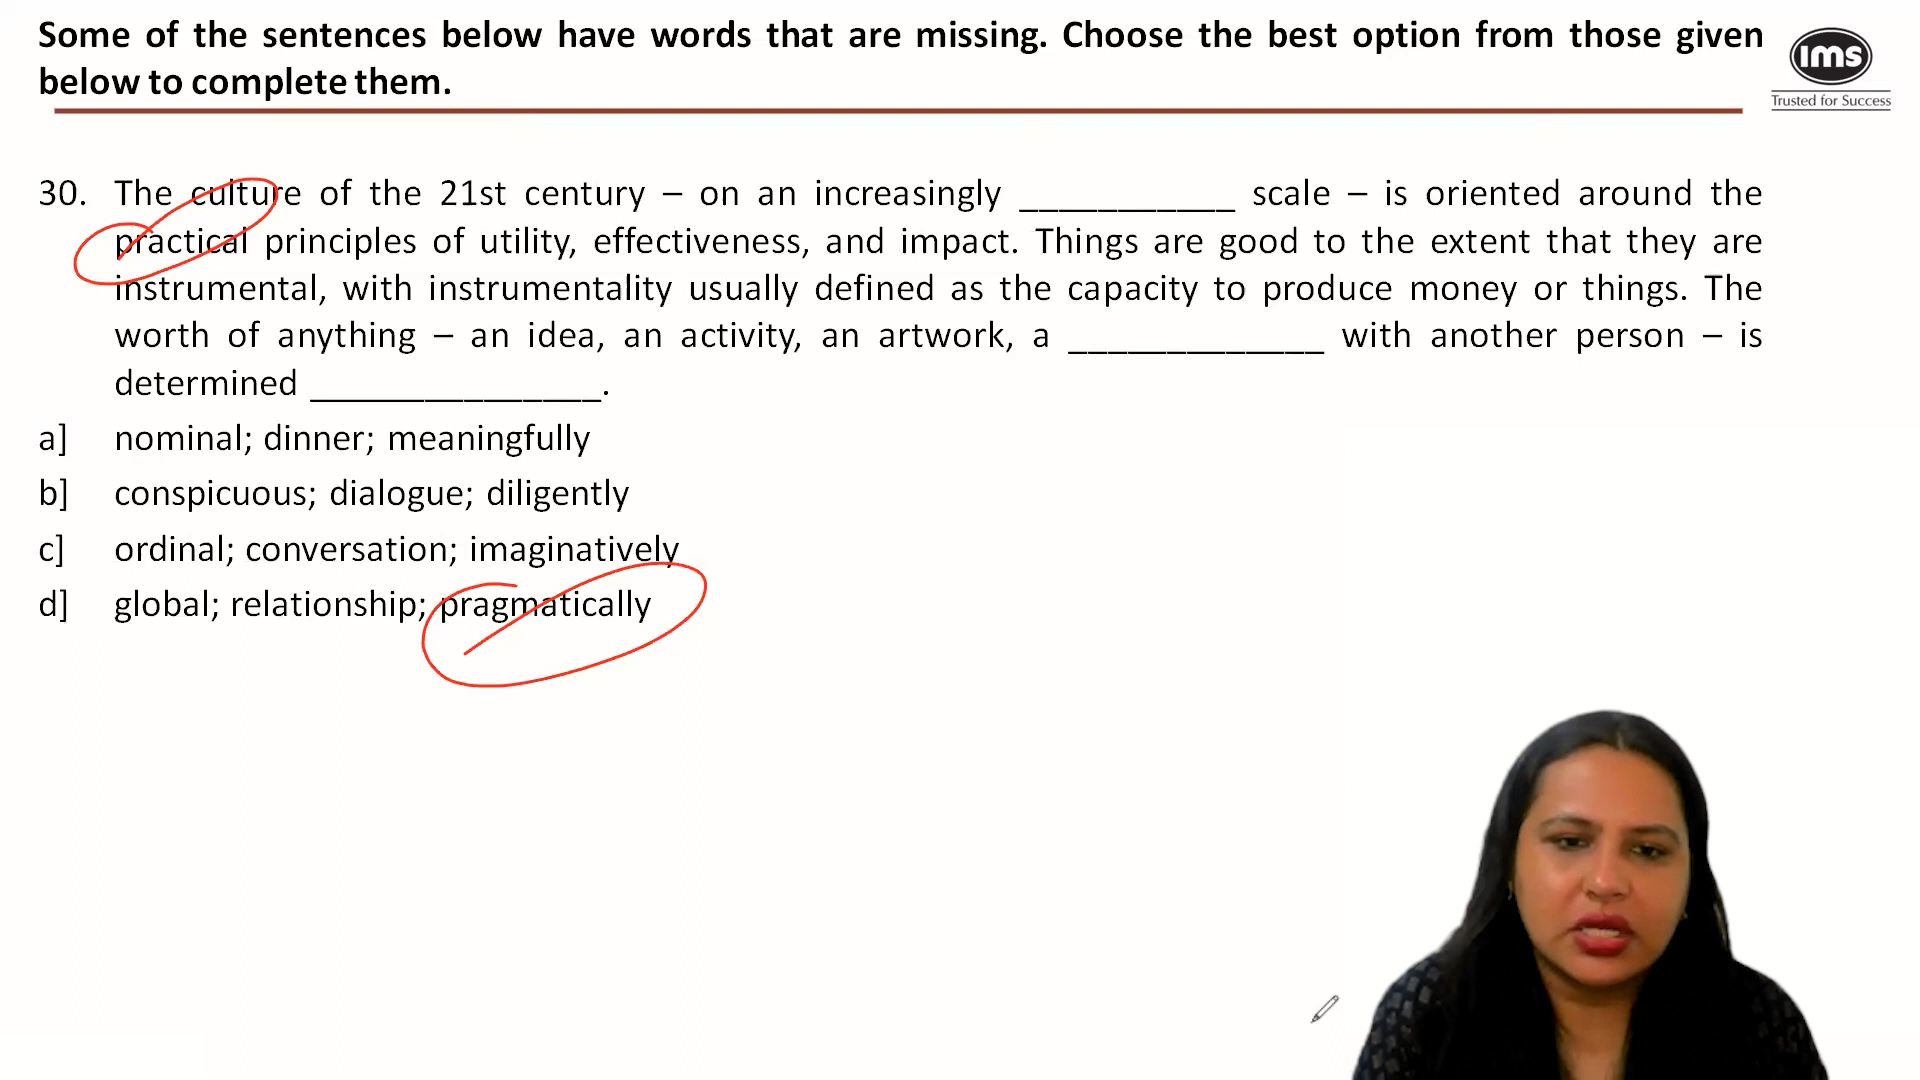 Some of the sentences below have words that are missing. Choose the best option from those given
below to complete them.
ims
Trusted for Success
30. The culture of the 21st century – on an increasingly ___________ scale – is oriented around the
practical principles of utility, effectiveness, and impact. Things are good to the extent that they are
instrumental, with instrumentality usually defined as the capacity to produce money or things. The
worth of anything – an idea, an activity, an artwork, a _____________ with another person – is
determined _______________.
a] nominal; dinner; meaningfully
b] conspicuous; dialogue; diligently
c] ordinal; conversation; imaginatively
d] global; relationship; pragmatically